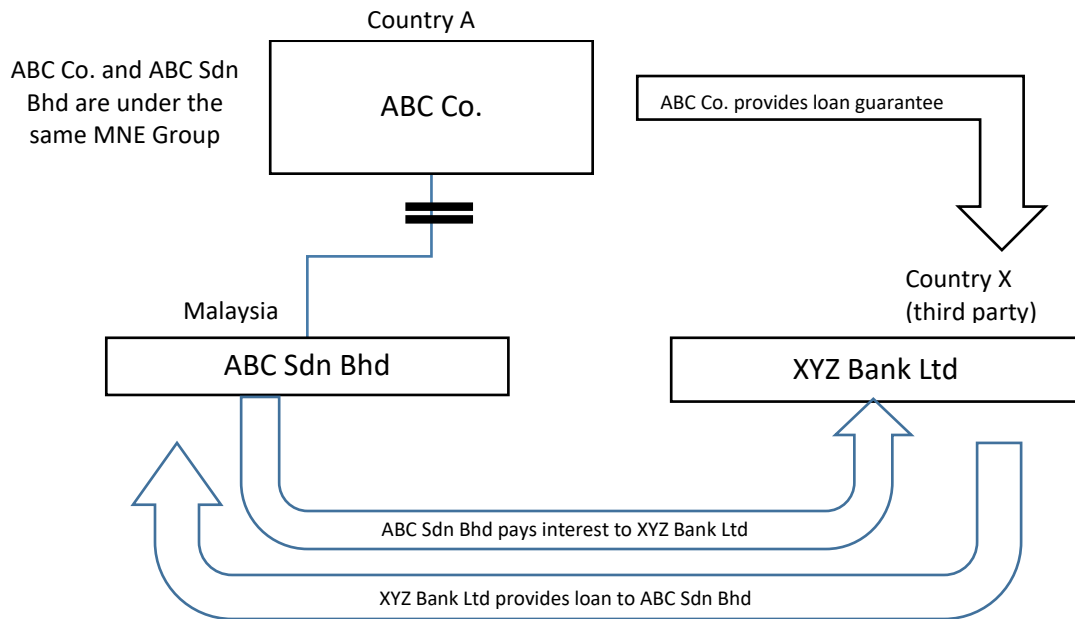 Country A
ABC Co. and ABC Sdn
Bhd are under the
same MNE Group
ABC Co.
ABC Co. provides loan guarantee
Malaysia
Country X
(third party)
ABC Sdn Bhd
XYZ Bank Ltd
ABC Sdn Bhd pays interest to XYZ Bank Ltd
XYZ Bank Ltd provides loan to ABC Sdn Bhd